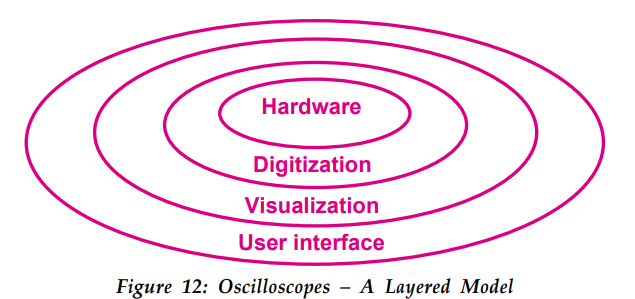 Hardware
Digitization
Visualization
User interface
Figure 12: Oscilloscopes – A Layered Model